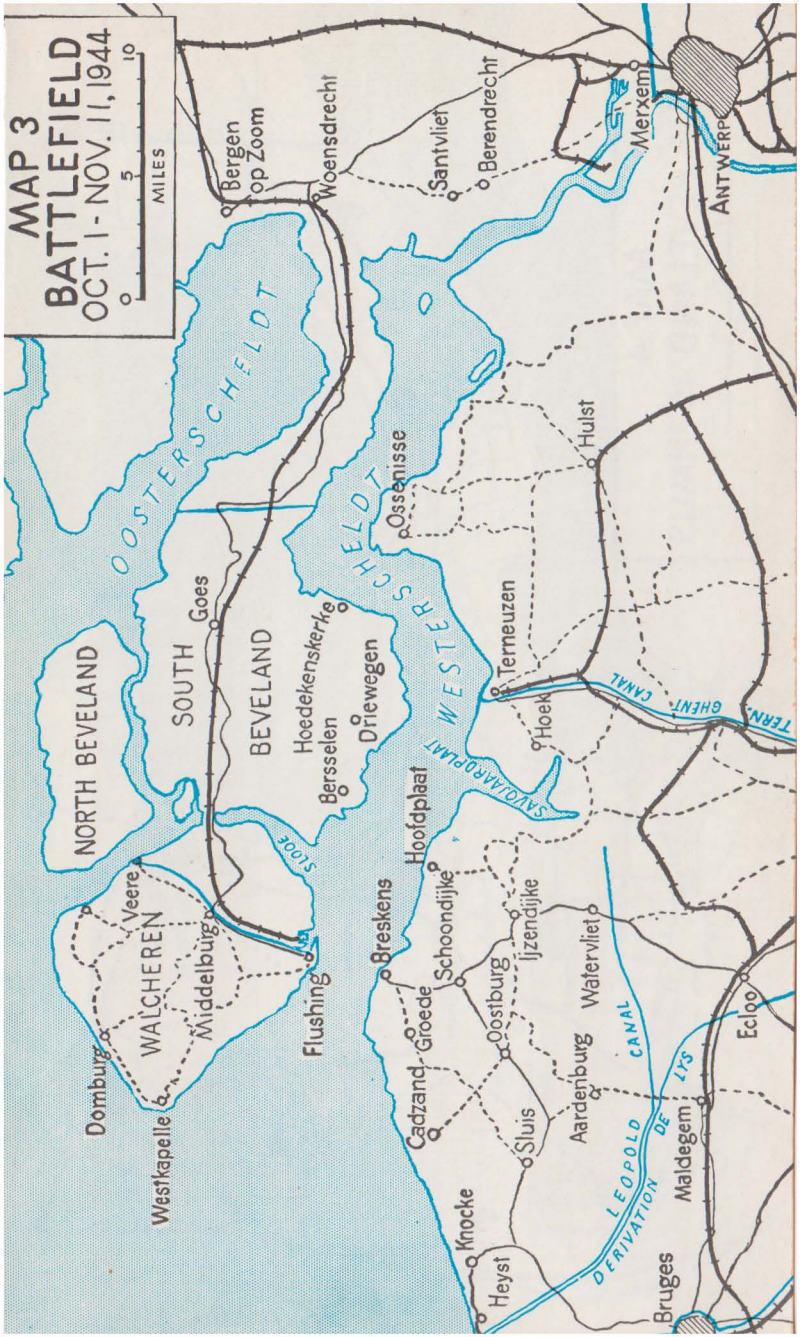 MAP 3
BATTLEFIELD
OCT. 1 - NOV. 11, 1944
0 5 10
MILES
NORTH BEVELAND
OOSTERSCHELDT
Bergen
op Zoom
Woensdrecht
Domburg
Veere
WALCHEREN
Westkapelle
Middelburg
Flushing
SOUTH
Goes
BEVELAND
Hoedekenskerke
Bersselen
Driewegen
SLOOE
Santvliet
Berendrecht
Merxem
ANTWERP
WESTERSCHELDT
Ossenisse
Hulst
Terneuzen
Hoek
SAVOJAARDPLAAT
TERN. GHENT CANAL
Breskens
Hoofdplaat
Schoondijke
Groede
Cadzand
Ijzendijke
Oostburg
Watervliet
Sluis
Aardenburg
Knocke
Heyst
LEOPOLD CANAL
DERIVATION DE LYS
Ecloo
Maldegem
Bruges